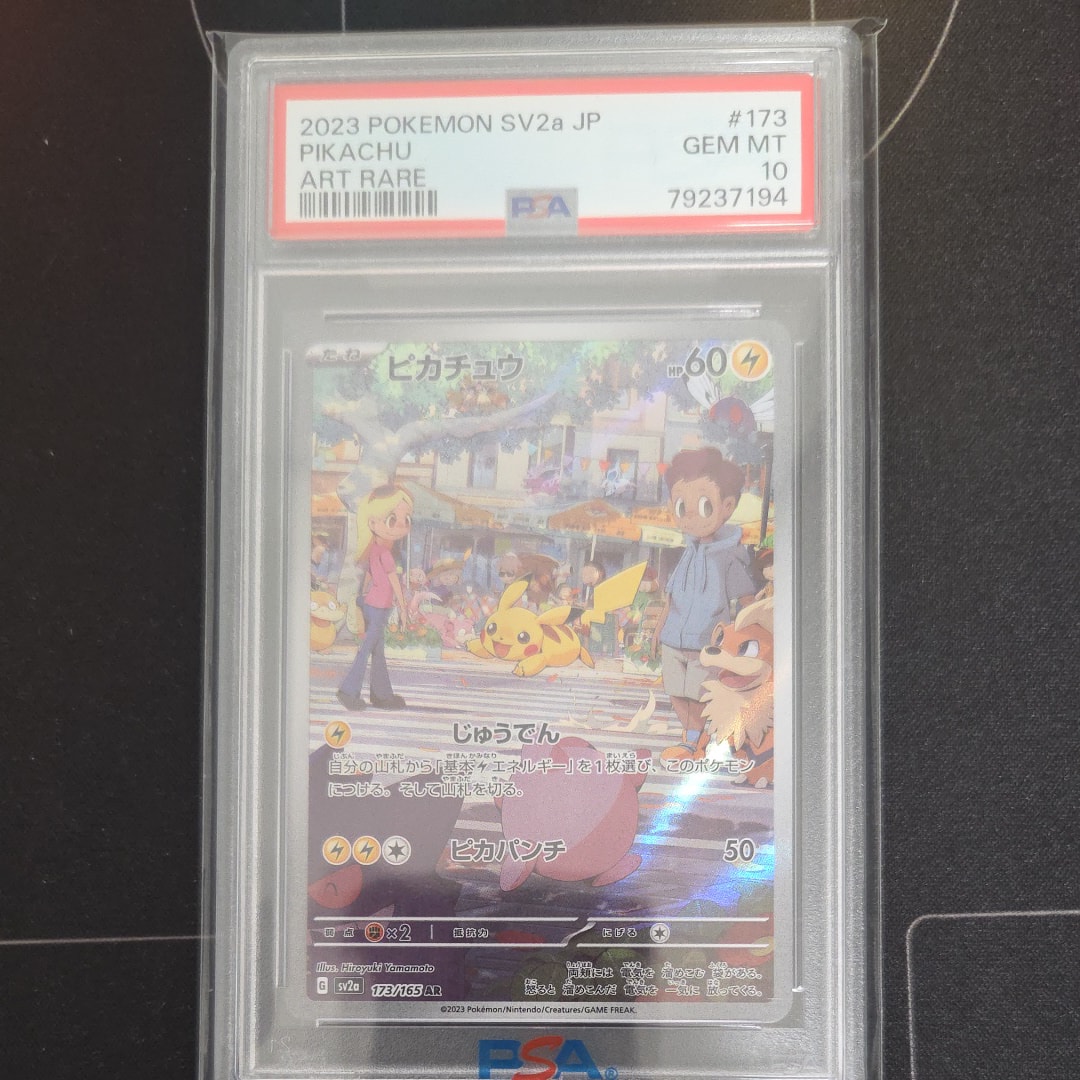 2023 POKEMON SV2a JP #173
PIKACHU GEM MT
ART RARE 10
79237194
PSA
たね ピカチュウ HP60
じゅうでん
自分の山札から「基本エネルギー」を1枚選び、このポケモン
につける。そして山札を切る。
ピカパンチ 50
弱点 ×2 抵抗力 にげる
Illus. Hiroyuki Yamamoto
両頬には 電気を 溜めこむ 袋がある。
怒ると 溜めこんだ 電気を 一気に 放ってくる。
G sv2a 173/165 AR
©2023 Pokémon/Nintendo/Creatures/GAME FREAK.
PSA®